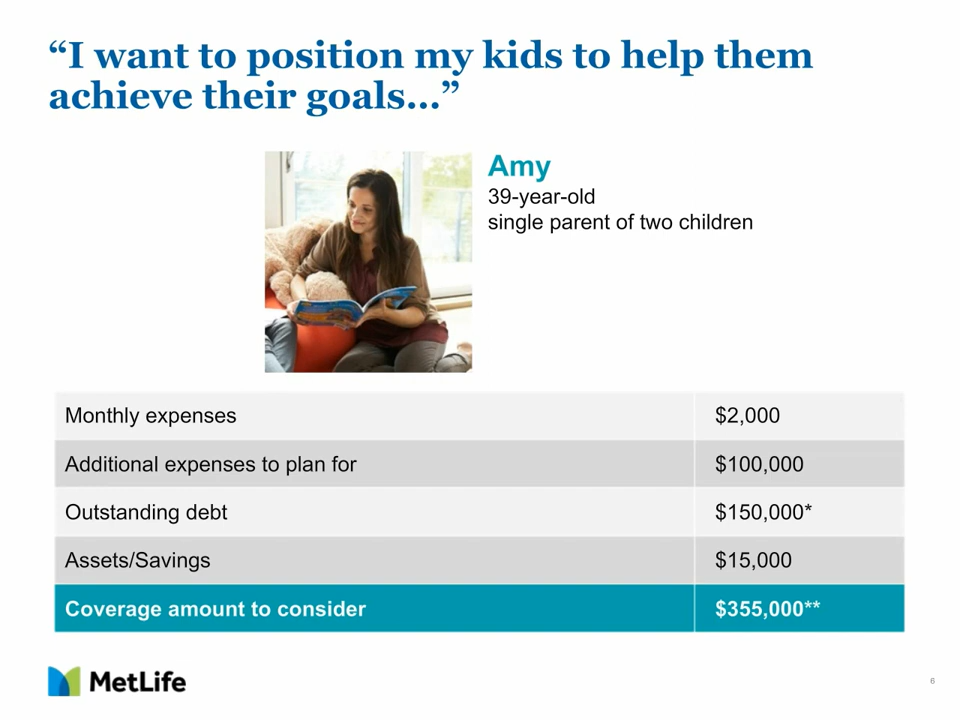 “I want to position my kids to help them
achieve their goals...”
Amy
39-year-old
single parent of two children
Monthly expenses $2,000
Additional expenses to plan for $100,000
Outstanding debt $150,000*
Assets/Savings $15,000
Coverage amount to consider $355,000**
MetLife
6